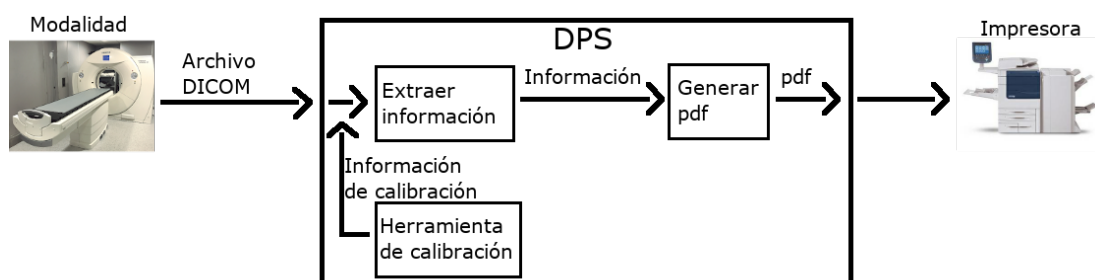 Modalidad
Archivo
DICOM
DPS
Extraer
información
Información
Generar
pdf
pdf
Impresora
Información
de calibración
Herramienta
de calibración